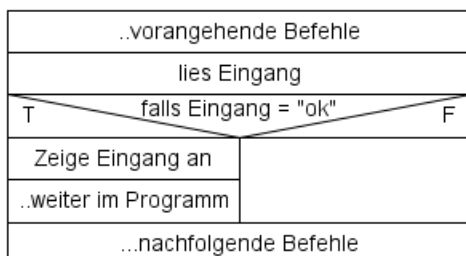 ..vorangehende Befehle
lies Eingang
falls Eingang = "ok"
T
F
Zeige Eingang an
..weiter im Programm
...nachfolgende Befehle